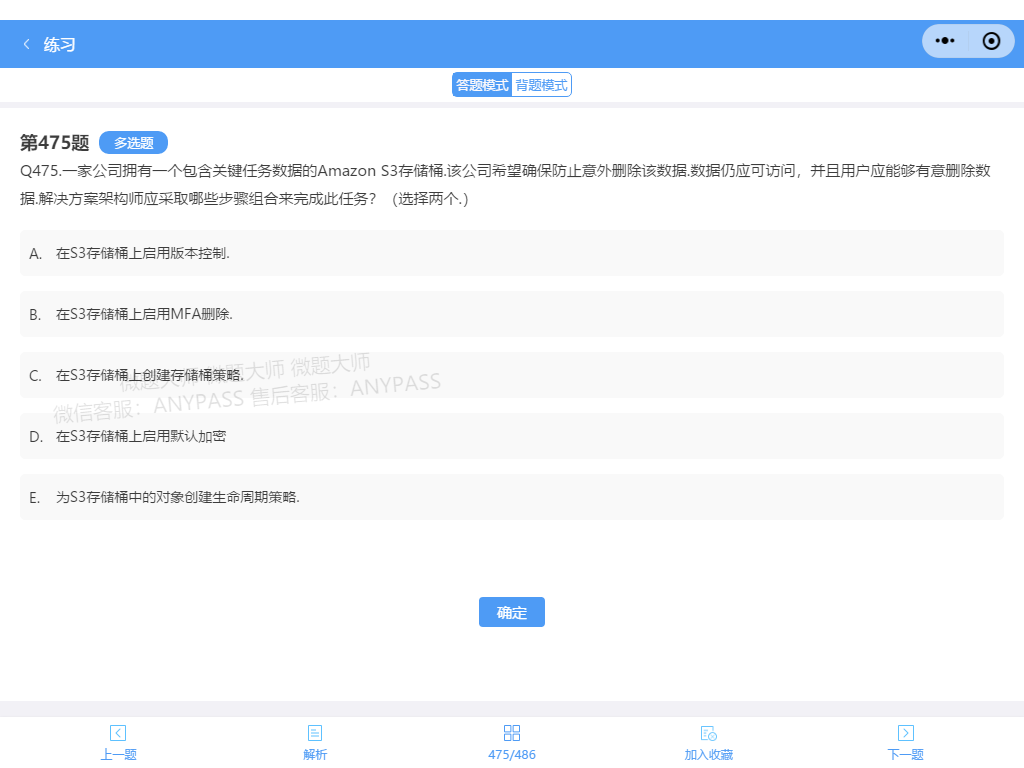 练习
答题模式 背题模式
第475题 多选题
Q475.一家公司拥有一个包含关键任务数据的Amazon S3存储桶.该公司希望确保防止意外删除该数据.数据仍应可访问，并且用户应能够有意删除数
据.解决方案架构师应采取哪些步骤组合来完成此任务？（选择两个.）
A. 在S3存储桶上启用版本控制.
B. 在S3存储桶上启用MFA删除.
C. 在S3存储桶上创建存储桶策略.
微题大师 微题大师 微题大师
微信客服：ANYPASS 售后客服：ANYPASS
D. 在S3存储桶上启用默认加密
E. 为S3存储桶中的对象创建生命周期策略.
确定
上一题 解析 475/486 加入收藏 下一题